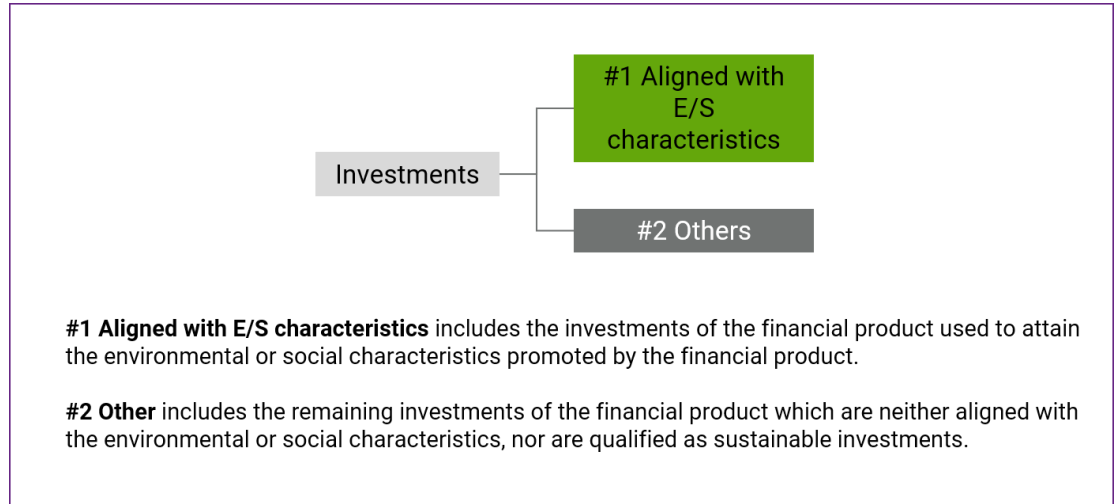 #1 Aligned with
E/S
characteristics
Investments
#2 Others
#1 Aligned with E/S characteristics includes the investments of the financial product used to attain
the environmental or social characteristics promoted by the financial product.
#2 Other includes the remaining investments of the financial product which are neither aligned with
the environmental or social characteristics, nor are qualified as sustainable investments.